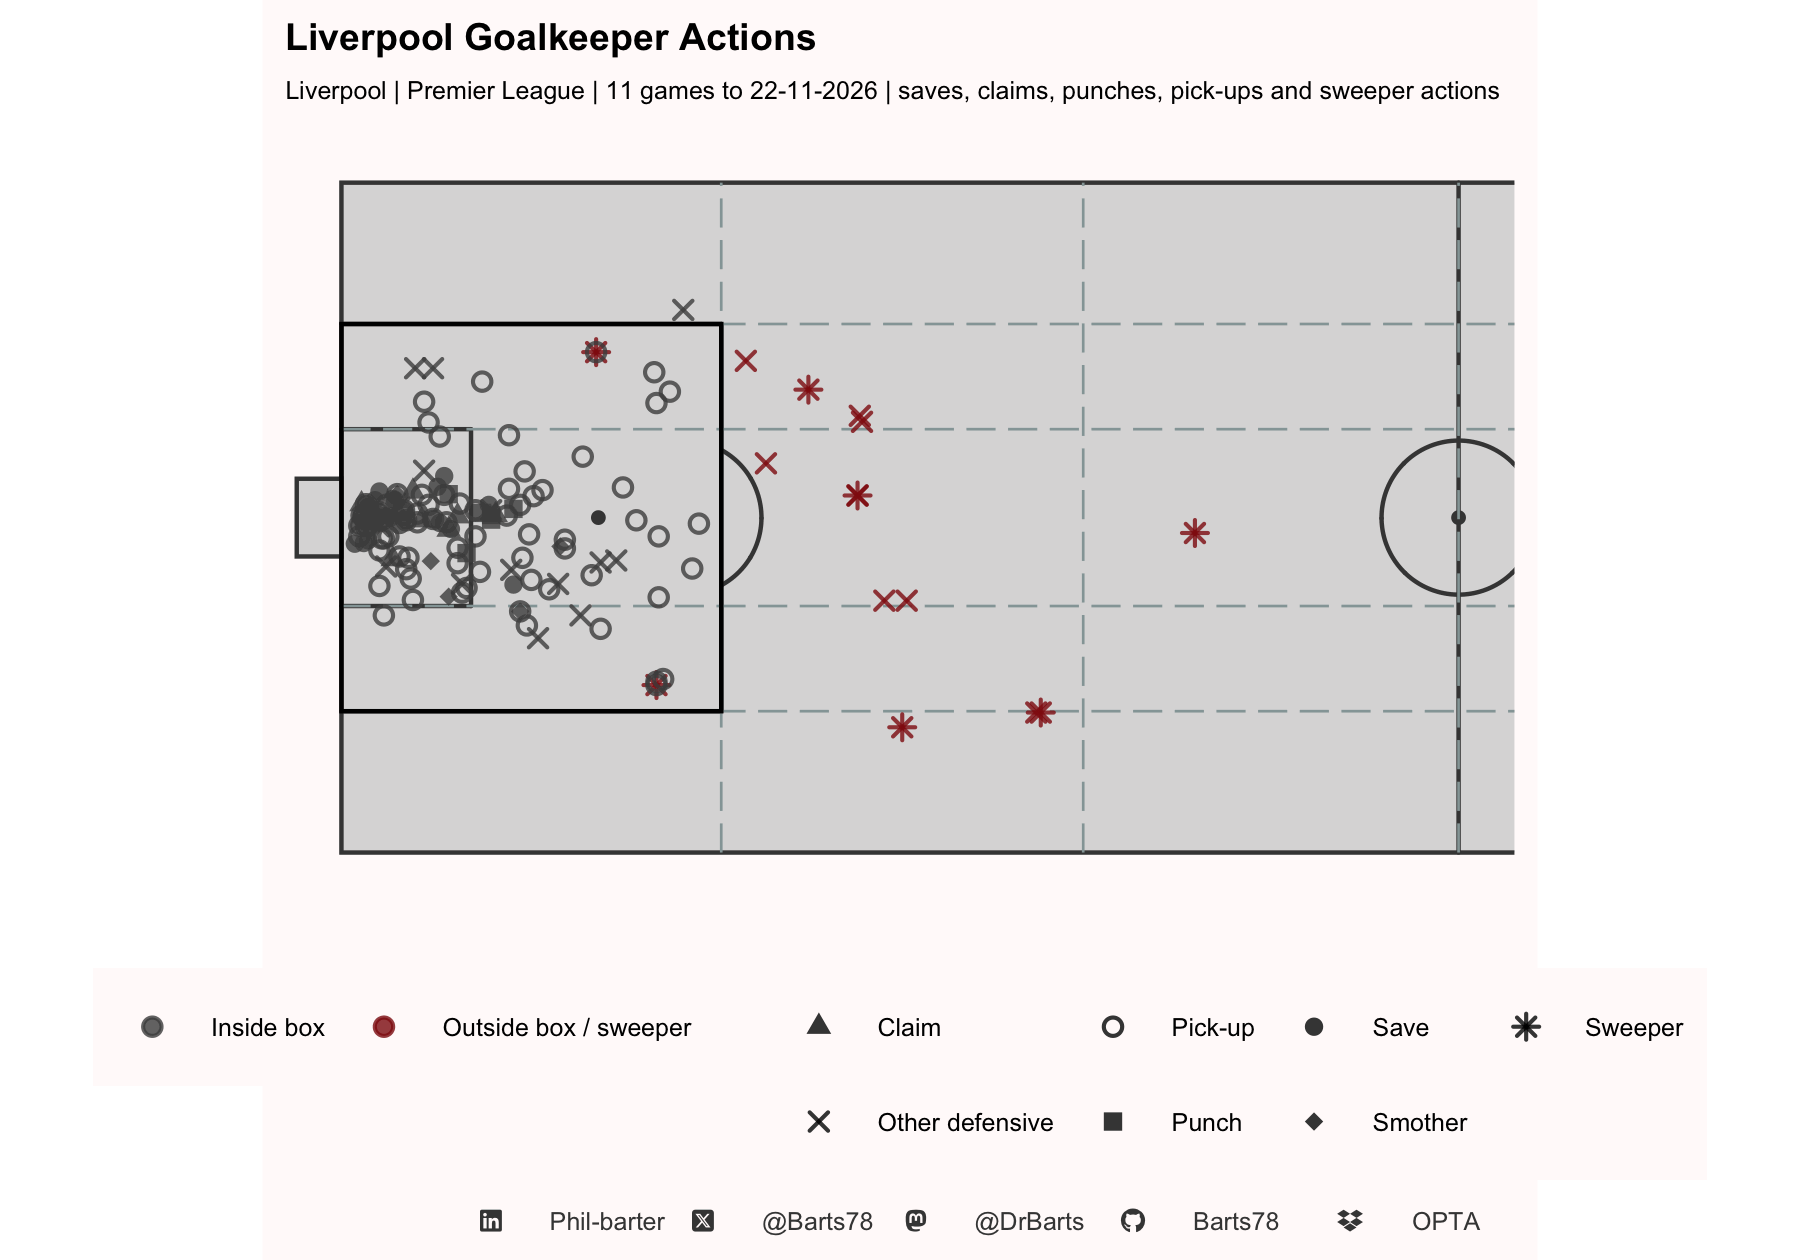 Liverpool Goalkeeper Actions
Liverpool | Premier League | 11 games to 22-11-2026 | saves, claims, punches, pick-ups and sweeper actions
Inside box Outside box / sweeper Claim Pick-up Save Sweeper
Other defensive Punch Smother
Phil-barter @Barts78 @DrBarts Barts78 OPTA